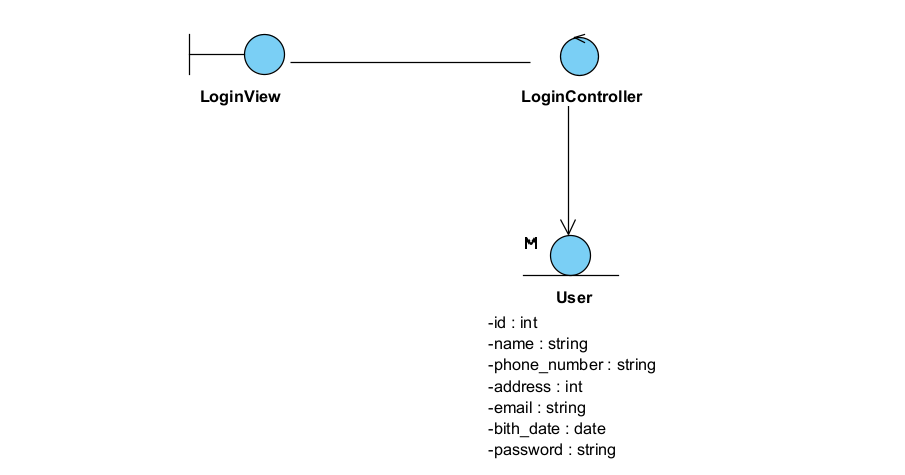 LoginView
LoginController
M
User
-id : int
-name : string
-phone_number : string
-address : int
-email : string
-bith_date : date
-password : string